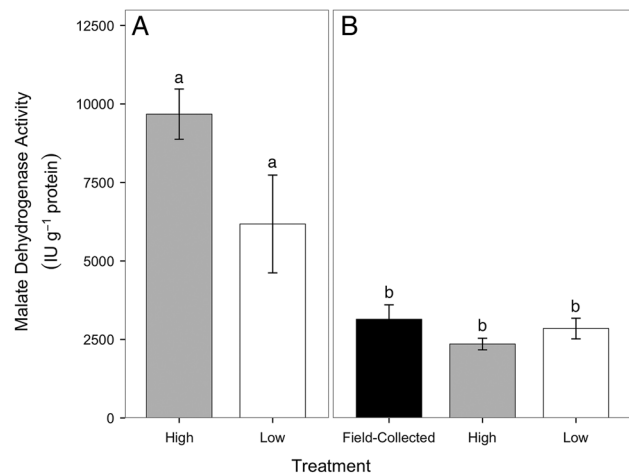 A
B
Malate Dehydrogenase Activity
(IU g⁻¹ protein)
12500
10000
7500
5000
2500
0
a
a
b
b
b
High
Low
Field-Collected
High
Low
Treatment